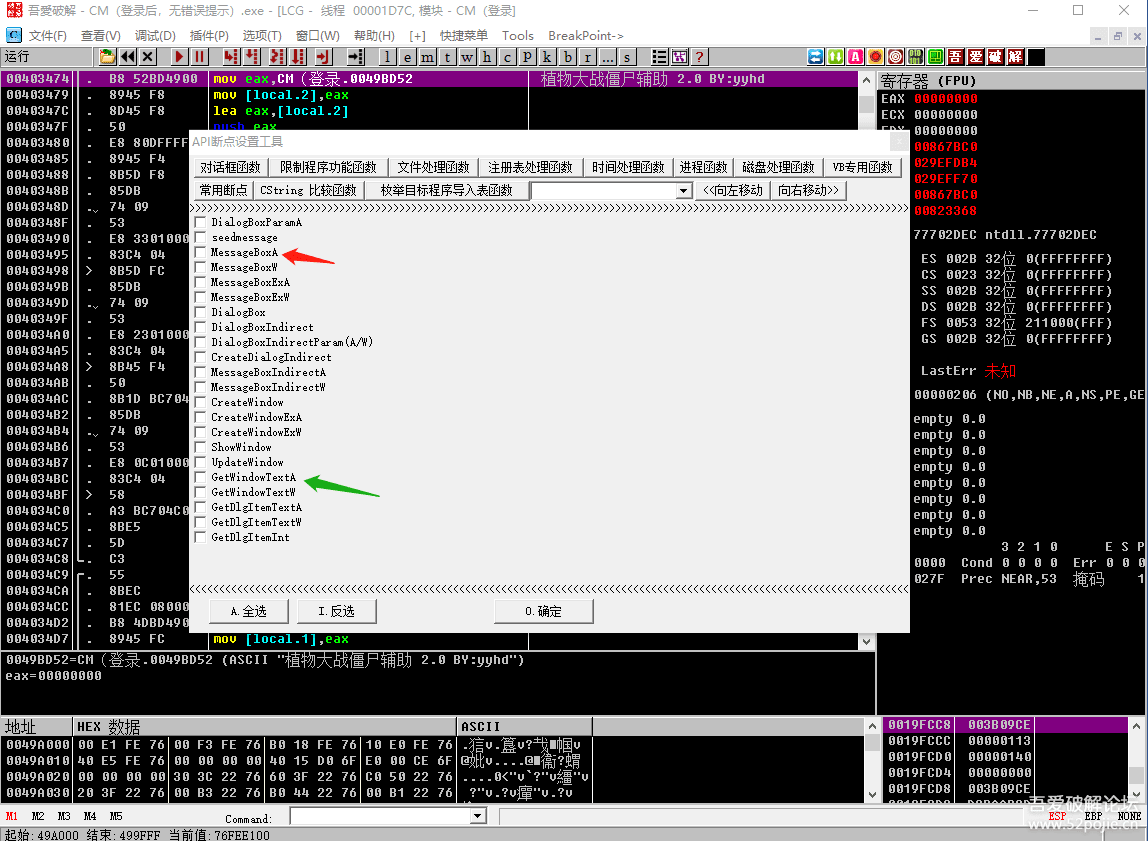 吾爱破解 - CM（登录后，无错误提示）.exe - [LCG - 线程 00001D7C, 模块 - CM（登录]
文件(F) 查看(V) 调试(D) 插件(P) 选项(T) 窗口(W) 帮助(H) [+] 快捷菜单 Tools BreakPoint->
运行 l e m t w h c p k b r ... s ? 吾 爱 破 解
00403474 . B8 52BD4900 mov eax,CM（登录.0049BD52 植物大战僵尸辅助 2.0 BY:yyhd
00403479 . 8945 F8 mov [local.2],eax
0040347C . 8D45 F8 lea eax,[local.2]
0040347F . 50 push eax
00403480 . E8 80DFFFF
00403485 . 8945 F4
00403488 . 8B5D F8
0040348B . 85DB
0040348D .. 74 09
0040348F . 53
00403490 . E8 3301000
00403495 . 83C4 04
00403498 > 8B5D FC
0040349B . 85DB
0040349D .. 74 09
0040349F . 53
004034A0 . E8 2301000
004034A5 . 83C4 04
004034A8 > 8B45 F4
004034AB . 50
004034AC . 8B1D BC704
004034B2 . 85DB
004034B4 .. 74 09
004034B6 . 53
004034B7 . E8 0C01000
004034BC . 83C4 04
004034BF > 58
004034C0 . A3 BC704C0
004034C5 . 8BE5
004034C7 . 5D
004034C8 . C3
004034C9 . 55
004034CA . 8BEC
004034CC . 81EC 08000
004034D2 . B8 4DBD490
004034D7 . 8945 FC mov [local.1],eax
API断点设置工具
对话框函数 限制程序功能函数 文件处理函数 注册表处理函数 时间处理函数 进程函数 磁盘处理函数 VB专用函数
常用断点 CString 比较函数 枚举目标程序导入表函数 <<向左移动 向右移动>>
DialogBoxParamA
seedmessage
MessageBoxA
MessageBoxW
MessageBoxExA
MessageBoxExW
DialogBox
DialogBoxIndirect
DialogBoxIndirectParam(A/W)
CreateDialogIndirect
MessageBoxIndirectA
MessageBoxIndirectW
CreateWindow
CreateWindowExA
CreateWindowExW
ShowWindow
UpdateWindow
GetWindowTextA
GetWindowTextW
GetDlgItemTextA
GetDlgItemTextW
GetDlgItemInt
A.全选 I.反选 O.确定
寄存器 (FPU)
EAX 00000000
ECX 00000000
EDX 00000000
00867BC0
029EFDB4
029EFF70
00867BC0
00823368
77702DEC ntdll.77702DEC
ES 002B 32位 0(FFFFFFFF)
CS 0023 32位 0(FFFFFFFF)
SS 002B 32位 0(FFFFFFFF)
DS 002B 32位 0(FFFFFFFF)
FS 0053 32位 211000(FFF)
GS 002B 32位 0(FFFFFFFF)
LastErr 未知
00000206 (NO,NB,NE,A,NS,PE,GE
empty 0.0
empty 0.0
empty 0.0
empty 0.0
empty 0.0
empty 0.0
empty 0.0
empty 0.0
3 2 1 0 E S P
0000 Cond 0 0 0 0 Err 0 0 0
027F Prec NEAR,53 掩码 1
0049BD52=CM（登录.0049BD52 (ASCII "植物大战僵尸辅助 2.0 BY:yyhd")
eax=00000000
地址 HEX 数据 ASCII
0049A000 00 E1 FE 76 00 F3 FE 76 B0 18 FE 76 10 E0 FE 76
0049A010 40 E5 FE 76 00 00 00 00 40 15 D0 6F E0 00 CE 6F
0049A020 00 00 00 00 30 3C 22 76 60 3F 22 76 C0 50 22 76
0049A030 20 3F 22 76 00 B3 22 76 B0 44 22 76 00 B1 22 76
0019FCC8 003B09CE
0019FCCC 00000113
0019FCD0 00000140
0019FCD4 00000000
0019FCD8 003B09CE
M1 M2 M3 M4 M5 Command: ESP EBP NONE
起始: 49A000 结束: 499FFF 当前值: 76FEE100
吾爱破解论坛
www.52pojie.cn